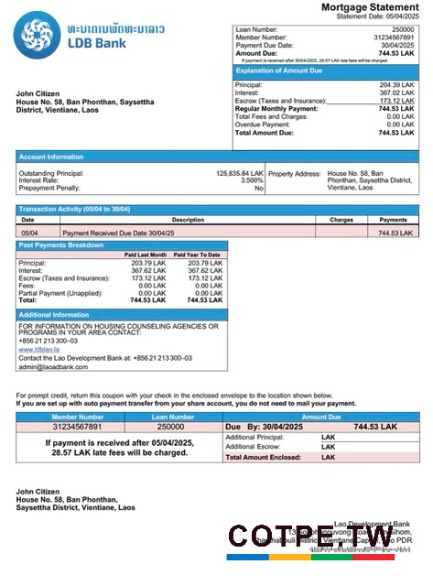 Mortgage Statement
Statement Date: 05/04/2025
ທະນາຄານພັດທະນາລາວ
LDB Bank
Loan Number: 250000
Member Number: 31234567891
Payment Due Date: 30/04/2025
Amount Due: 744.53 LAK
If payment is received after 30/04/2025, 28.57 LAK late fees will be charged.
Explanation of Amount Due
Principal: 204.39 LAK
Interest: 367.02 LAK
Escrow (Taxes and Insurance): 173.12 LAK
Regular Monthly Payment: 744.53 LAK
Total Fees and Charges: 0.00 LAK
Overdue Payment: 0.00 LAK
Total Amount Due: 744.53 LAK
John Citizen
House No. 58, Ban Phonthan, Saysettha
District, Vientiane, Laos
Account Information
Outstanding Principal: 125,835.84 LAK
Interest Rate: 3.500%
Prepayment Penalty: No
Property Address: House No. 58, Ban
Phonthan, Saysettha District,
Vientiane, Laos
Transaction Activity (05/04 to 30/04)
Date Description Charges Payments
05/04 Payment Received Due Date 30/04/25 744.53 LAK
Past Payments Breakdown
Paid Last Month Paid Year To Date
Principal: 203.79 LAK 203.79 LAK
Interest: 367.62 LAK 367.62 LAK
Escrow (Taxes and Insurance): 173.12 LAK 173.12 LAK
Fees: 0.00 LAK 0.00 LAK
Partial Payment (Unapplied): 0.00 LAK 0.00 LAK
Total: 744.53 LAK 744.53 LAK
Additional Information
FOR INFORMATION ON HOUSING COUNSELING AGENCIES OR
PROGRAMS IN YOUR AREA CONTACT:
+856 21 213 300–03
www.ldblao.la
Contact the Lao Development Bank at: +856 21 213 300–03
admin@laoadbank.com
For prompt credit, return this coupon with your check in the enclosed envelope to the location shown below.
If you are set up with auto payment transfer from your share account, you do not need to mail your payment.
Member Number Loan Number Amount Due
31234567891 250000 Due By: 30/04/2025 744.53 LAK
If payment is received after 05/04/2025,
28.57 LAK late fees will be charged.
Additional Principal: LAK
Additional Escrow: LAK
Total Amount Enclosed: LAK
John Citizen
House No. 58, Ban Phonthan,
Saysettha District, Vientiane, Laos
Lao Development Bank
COTPE.TW